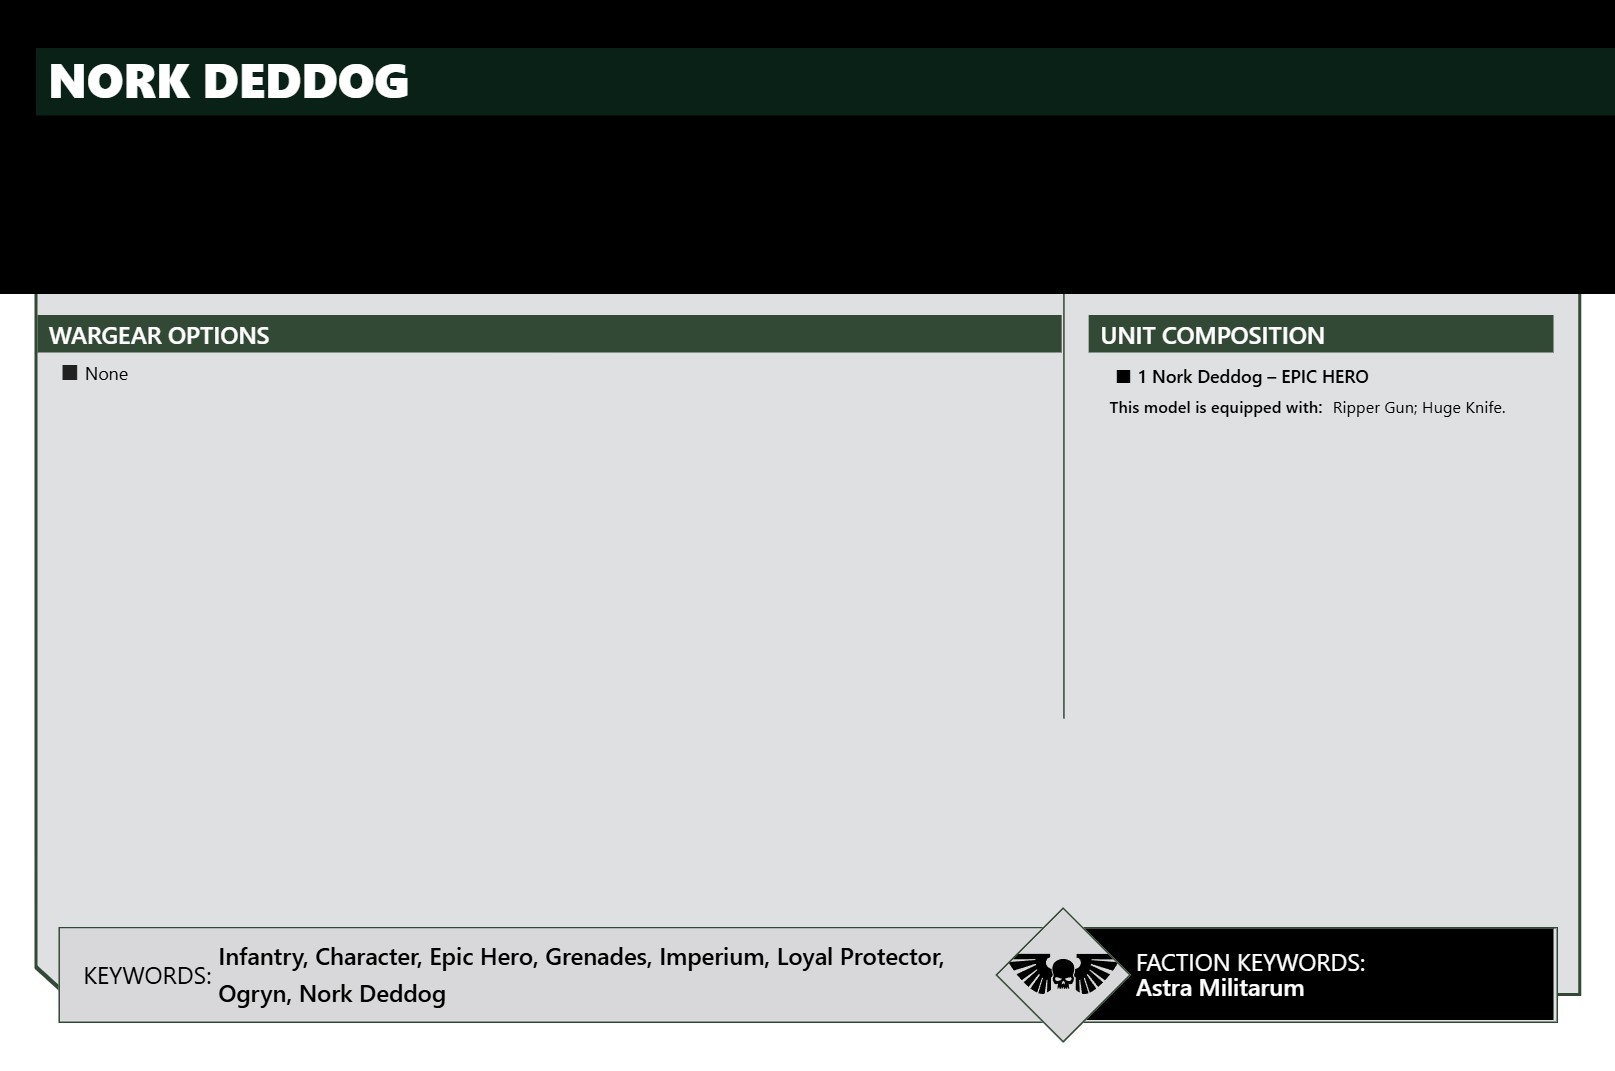 NORK DEDDOG
WARGEAR OPTIONS
■ None
UNIT COMPOSITION
■ 1 Nork Deddog – EPIC HERO
This model is equipped with: Ripper Gun; Huge Knife.
KEYWORDS: Infantry, Character, Epic Hero, Grenades, Imperium, Loyal Protector,
Ogryn, Nork Deddog
FACTION KEYWORDS:
Astra Militarum